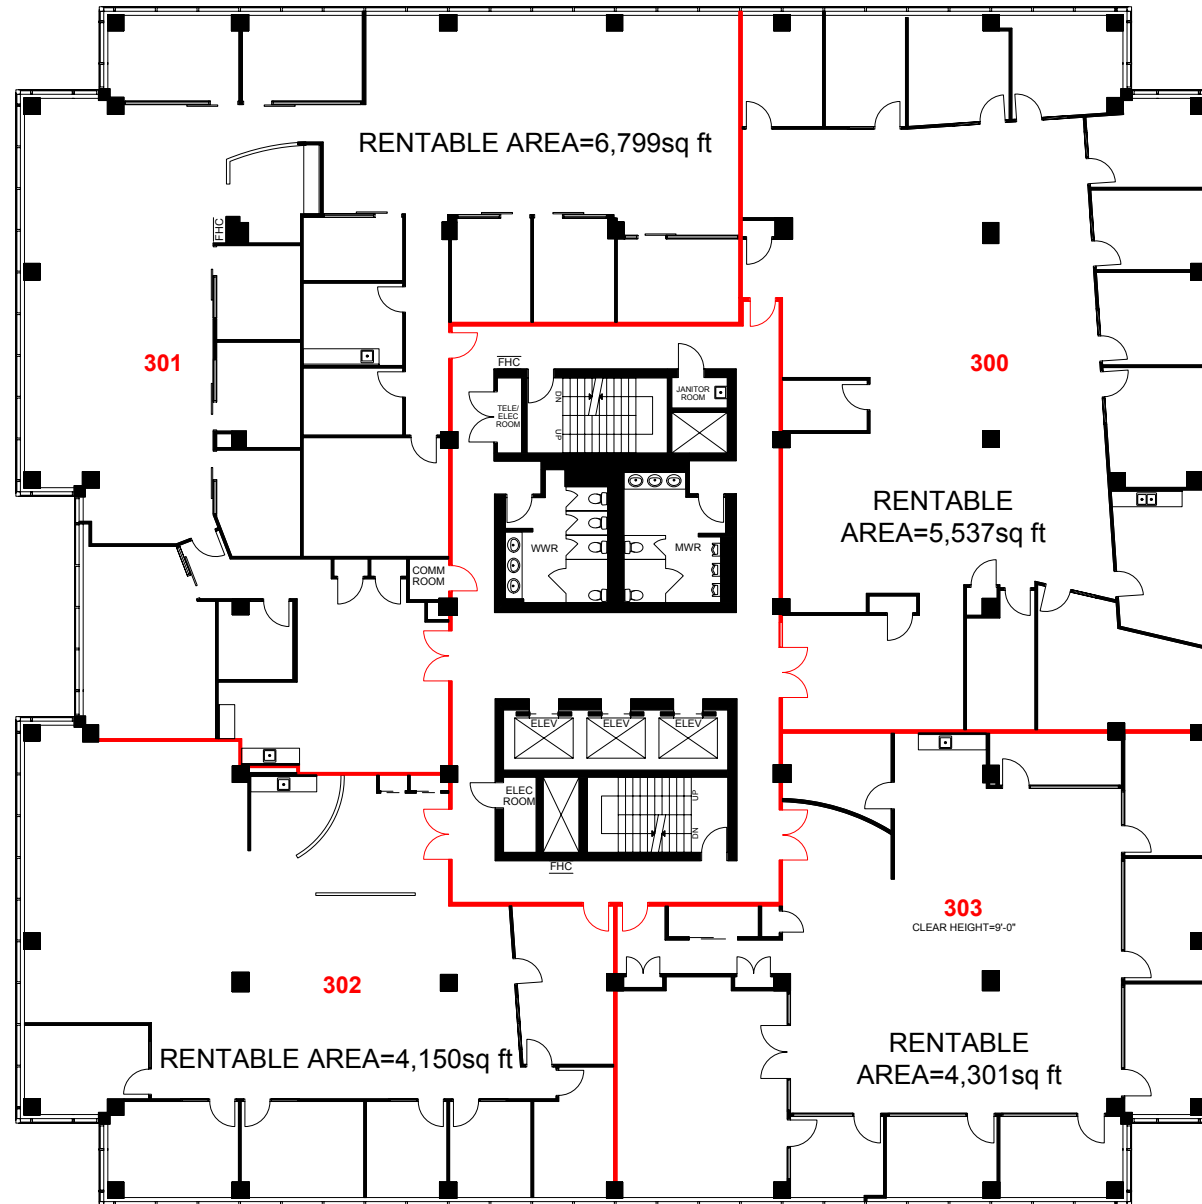 RENTABLE AREA=6,799sq ft
FHC
301
300
FHC
DN
UP
JANITOR
ROOM
TELE/
ELEC
ROOM
RENTABLE
AREA=5,537sq ft
WWR
MWR
COMM
ROOM
ELEV
ELEV
ELEV
ELEC
ROOM
UP
DN
FHC
303
CLEAR HEIGHT=9'-0"
302
RENTABLE AREA=4,150sq ft
RENTABLE
AREA=4,301sq ft